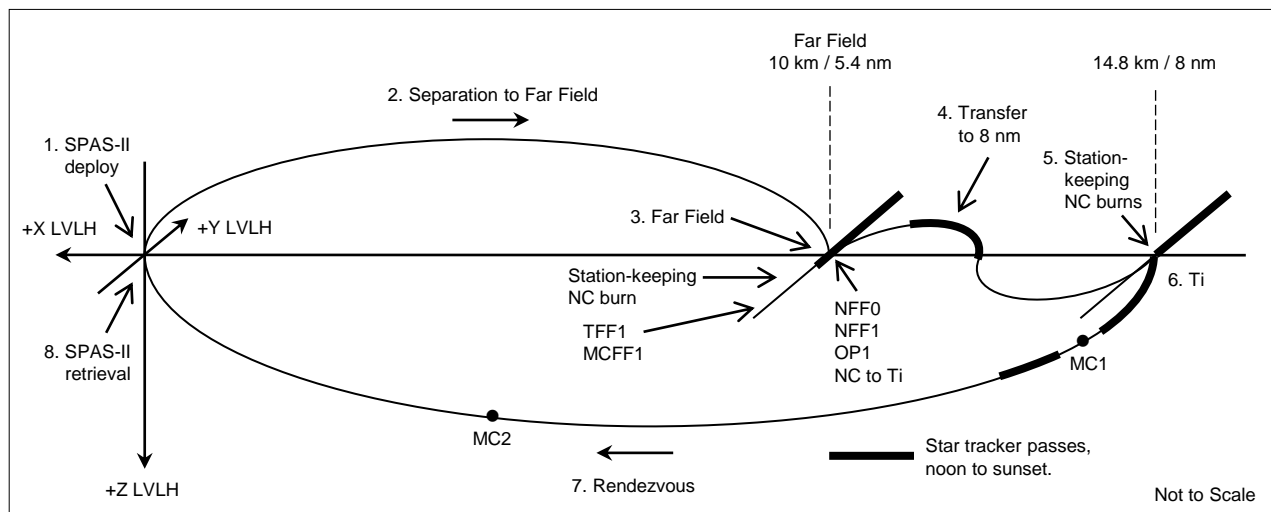 Far Field
10 km / 5.4 nm
14.8 km / 8 nm
2. Separation to Far Field
4. Transfer
to 8 nm
1. SPAS-II
deploy
5. Station-
keeping
NC burns
3. Far Field
+X LVLH
+Y LVLH
Station-keeping
NC burn
6. Ti
TFF1
MCFF1
NFF0
NFF1
OP1
NC to Ti
8. SPAS-II
retrieval
MC1
MC2
Star tracker passes,
noon to sunset.
7. Rendezvous
+Z LVLH
Not to Scale